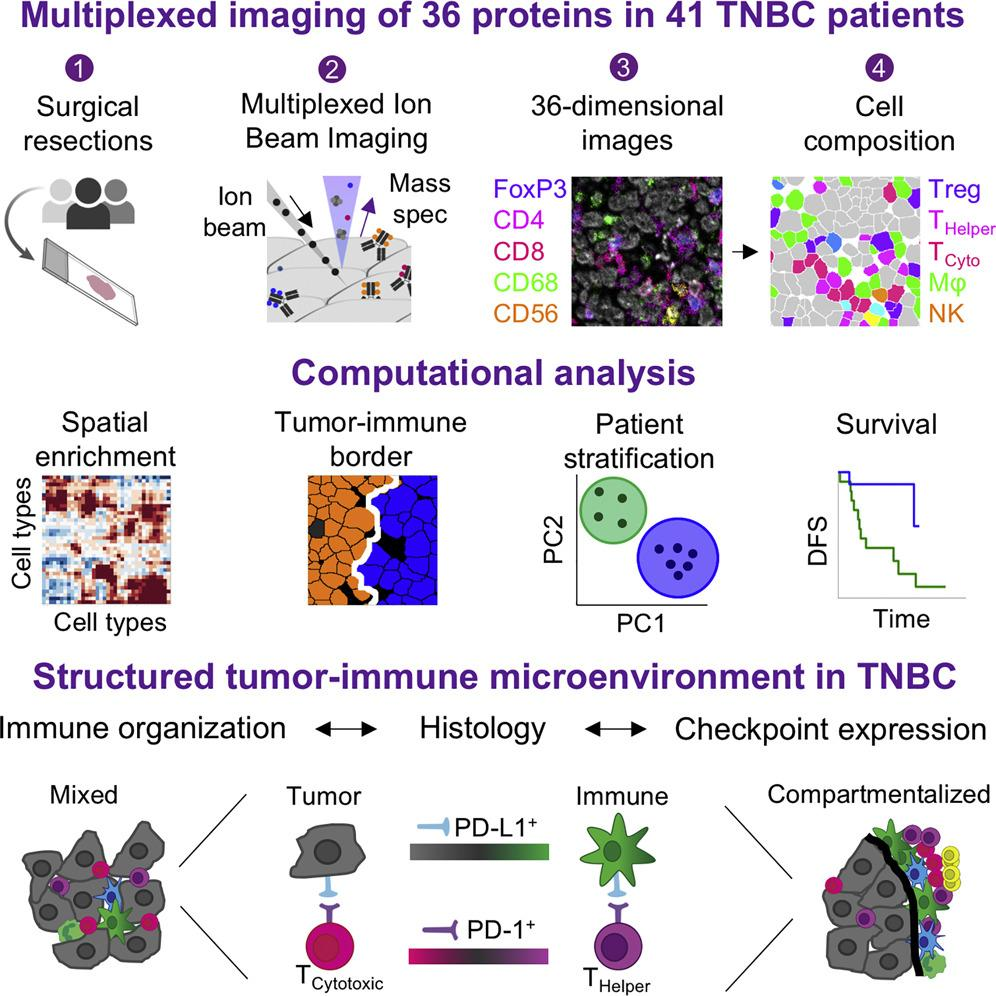 Multiplexed imaging of 36 proteins in 41 TNBC patients
1
Surgical
resections
2
Multiplexed Ion
Beam Imaging
Ion
beam
Mass
spec
3
36-dimensional
images
FoxP3
CD4
CD8
CD68
CD56
4
Cell
composition
Treg
THelper
TCyto
Mφ
NK
Computational analysis
Spatial
enrichment
Cell types
Cell types
Tumor-immune
border
Patient
stratification
PC2
PC1
Survival
DFS
Time
Structured tumor-immune microenvironment in TNBC
Immune organization
Histology
Checkpoint expression
Mixed
Tumor
PD-L1+
Immune
Compartmentalized
PD-1+
TCytotoxic
THelper